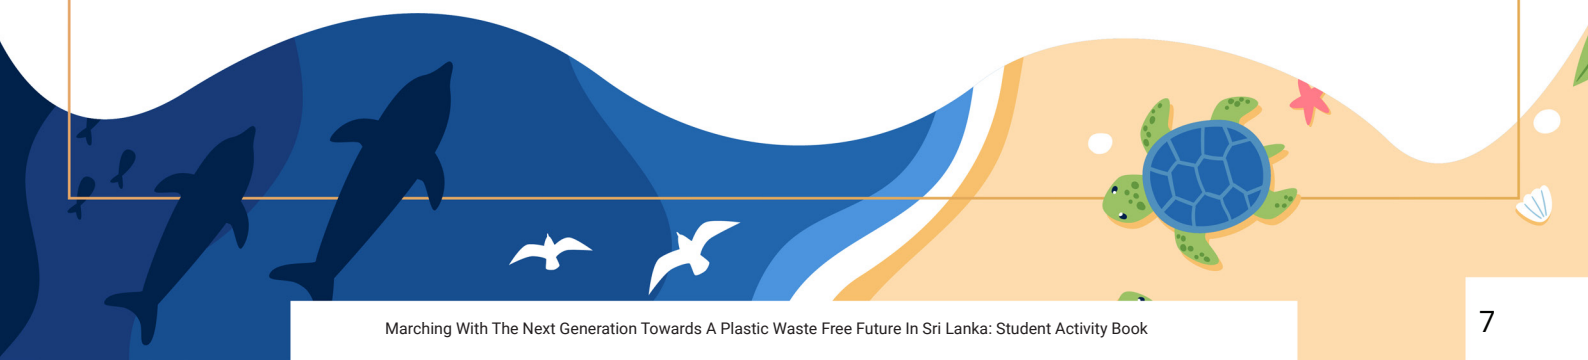 Marching With The Next Generation Towards A Plastic Waste Free Future In Sri Lanka: Student Activity Book
7